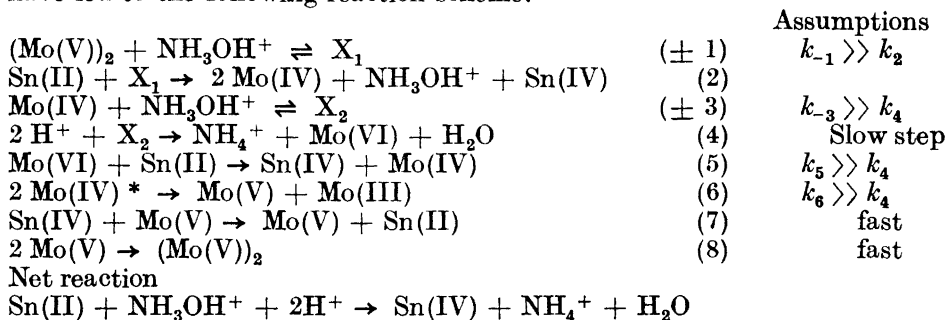 have led to the following reaction scheme:
Assumptions
(Mo(V))₂ + NH₃OH⁺ ⇌ X₁ (± 1) k₋₁ >> k₂
Sn(II) + X₁ → 2 Mo(IV) + NH₃OH⁺ + Sn(IV) (2)
Mo(IV) + NH₃OH⁺ ⇌ X₂ (± 3) k₋₃ >> k₄
2 H⁺ + X₂ → NH₄⁺ + Mo(VI) + H₂O (4) Slow step
Mo(VI) + Sn(II) → Sn(IV) + Mo(IV) (5) k₅ >> k₄
2 Mo(IV) * → Mo(V) + Mo(III) (6) k₆ >> k₄
Sn(IV) + Mo(V) → Mo(V) + Sn(II) (7) fast
2 Mo(V) → (Mo(V))₂ (8) fast
Net reaction
Sn(II) + NH₃OH⁺ + 2H⁺ → Sn(IV) + NH₄⁺ + H₂O